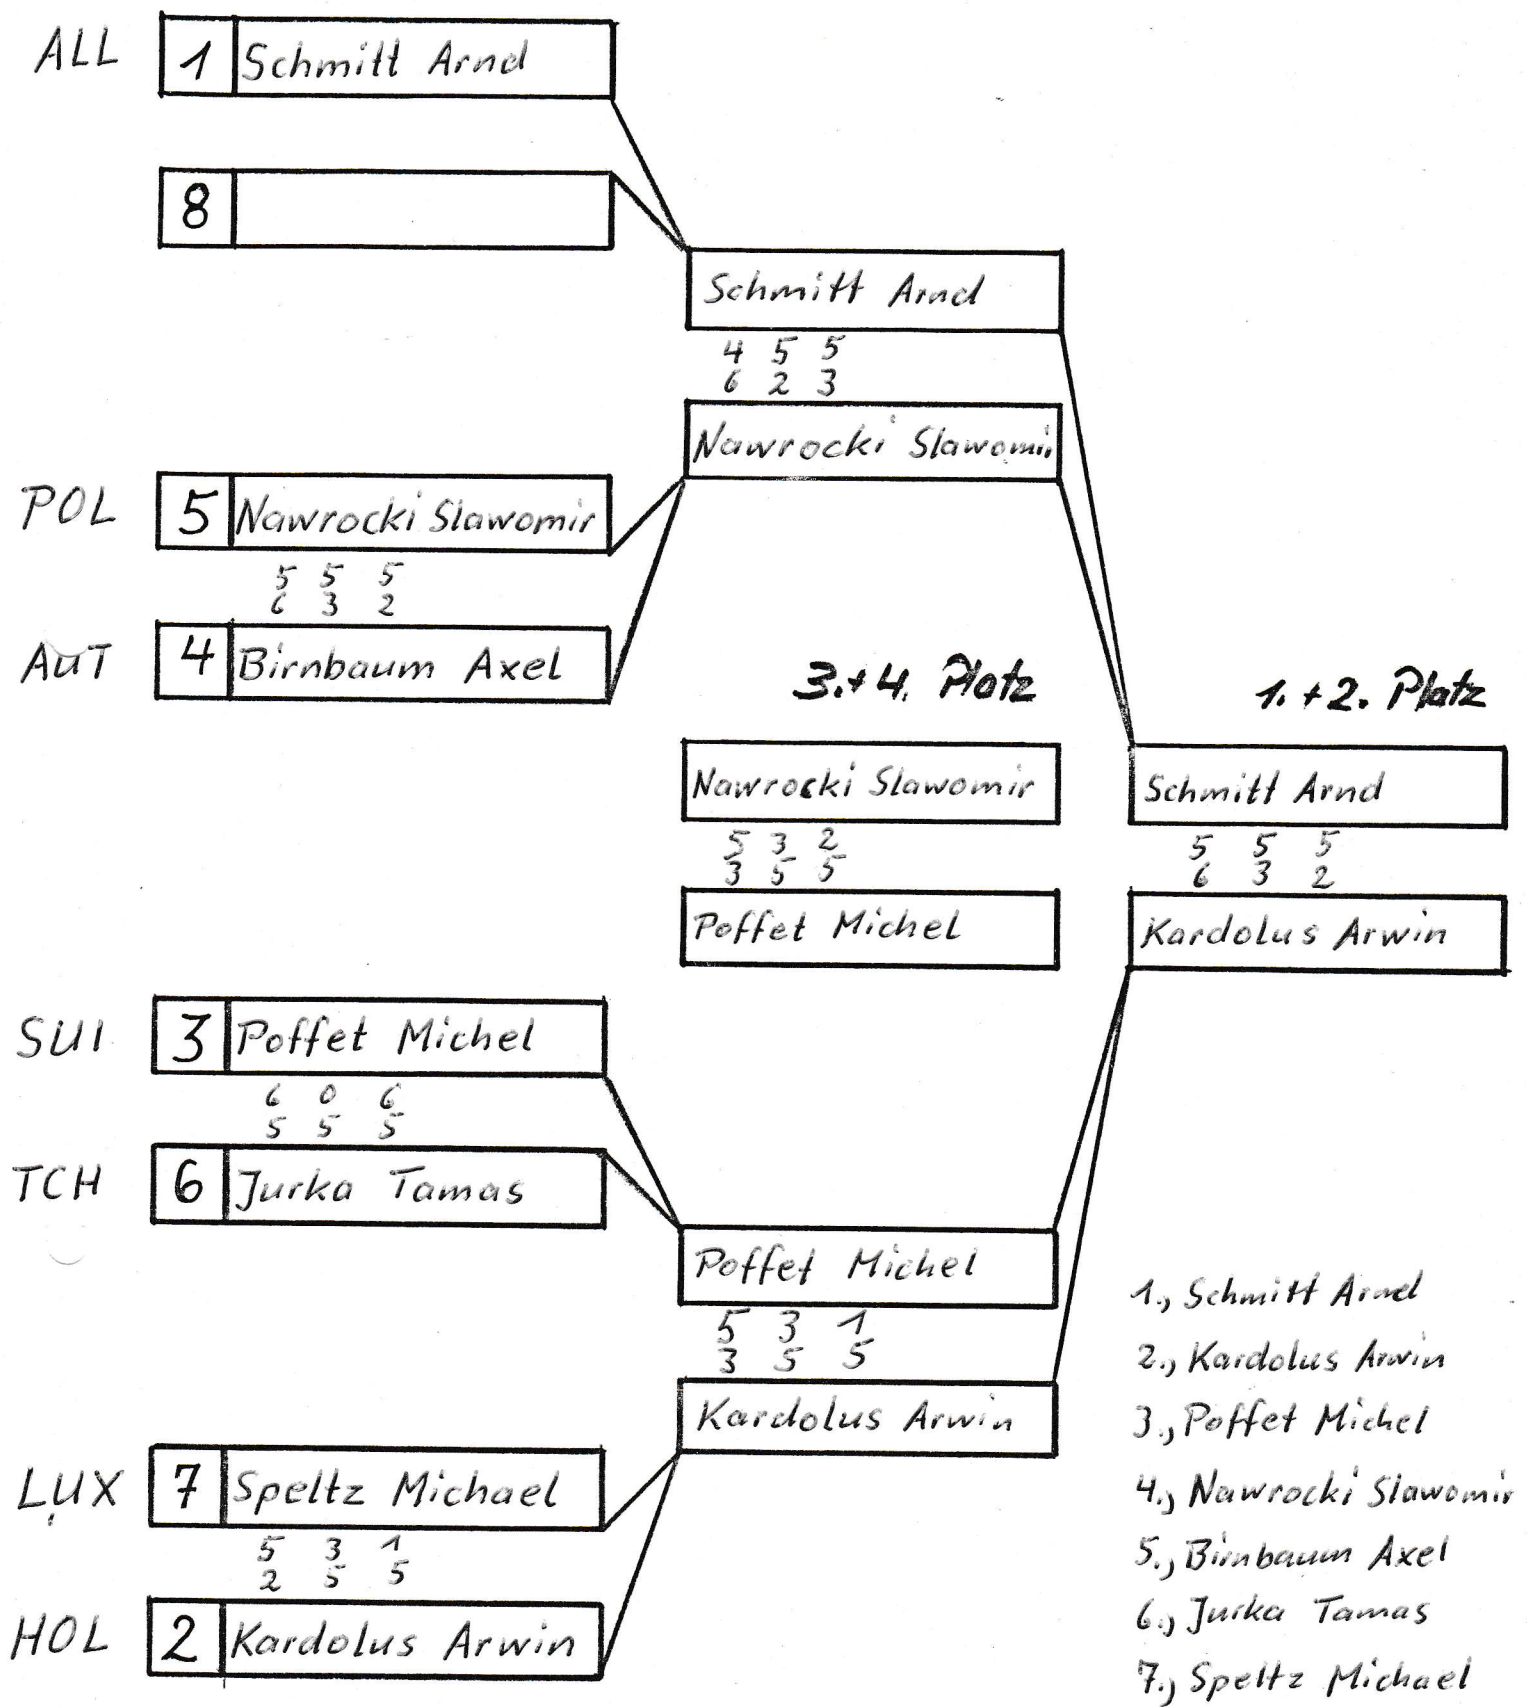 ALL 1 Schmitt Arnd
8
Schmitt Arnd
4 5 5
6 2 3
Nawrocki Slawomir
POL 5 Nawrocki Slawomir
5 5 5
6 3 2
AUT 4 Birnbaum Axel
3.+4. Platz
1.+2. Platz
Nawrocki Slawomir
5 3 2
3 5 5
Poffet Michel
Schmitt Arnd
5 5 5
6 3 2
Kardolus Arwin
SUI 3 Poffet Michel
6 0 6
5 5 5
TCH 6 Jurka Tamas
Poffet Michel
5 3 1
3 5 5
Kardolus Arwin
LUX 7 Speltz Michael
5 3 1
2 5 5
HOL 2 Kardolus Arwin
1., Schmitt Arnd
2., Kardolus Arwin
3., Poffet Michel
4., Nawrocki Slawomir
5., Birnbaum Axel
6., Jurka Tamas
7., Speltz Michael